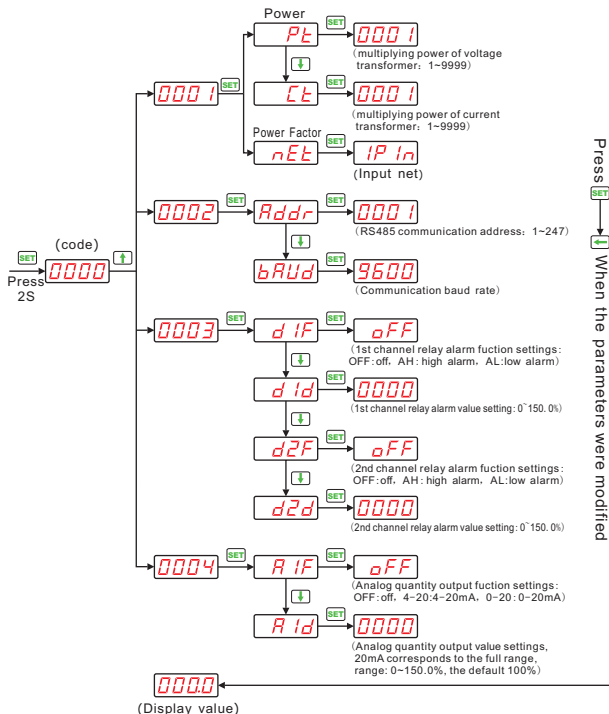 Power
Pt SET 0001
(multiplying power of voltage
transformer: 1~9999)
0001 SET
Ct SET 0001
(multiplying power of current
transformer: 1~9999)
Power Factor
nEt SET 1P 1n
(Input net)
0002 SET Addr SET 0001
(RS485 communication address: 1~247)
bAUd SET 9600
(Communication baud rate)
(code)
SET 0000
Press
2S
0003 SET d 1F SET oFF
(1st channel relay alarm fuction settings:
OFF:off, AH: high alarm, AL:low alarm)
d 1d SET 0000
(1st channel relay alarm value setting: 0~150.0%)
d2F SET oFF
(2nd channel relay alarm fuction settings:
OFF:off, AH: high alarm, AL:low alarm)
d2d SET 0000
(2nd channel relay alarm value setting: 0~150.0%)
0004 SET A 1F SET oFF
(Analog quantity output fuction settings:
OFF:off, 4-20:4-20mA, 0-20:0-20mA)
A 1d SET 0000
(Analog quantity output value settings,
20mA corresponds to the full range,
range: 0~150.0%, the default 100%)
000.0
(Display value)
Press SET When the parameters were modified